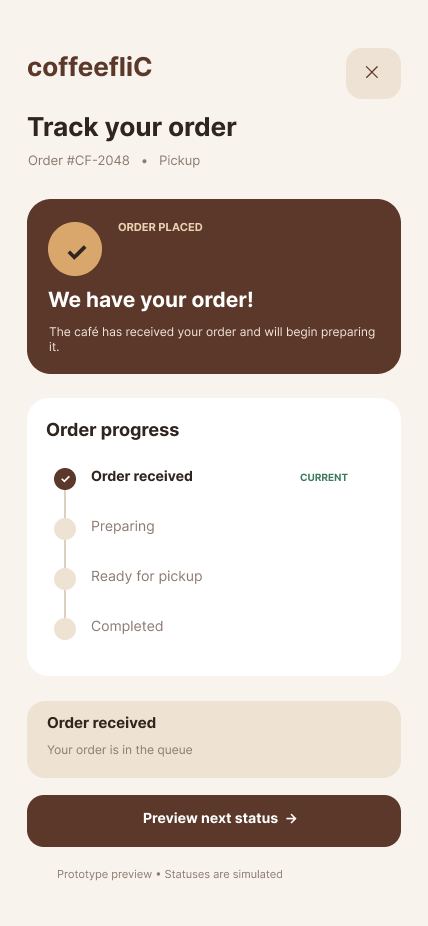 coffeefliC
Track your order
Order #CF-2048 • Pickup
ORDER PLACED
We have your order!
The café has received your order and will begin preparing
it.
Order progress
Order received CURRENT
Preparing
Ready for pickup
Completed
Order received
Your order is in the queue
Preview next status →
Prototype preview • Statuses are simulated